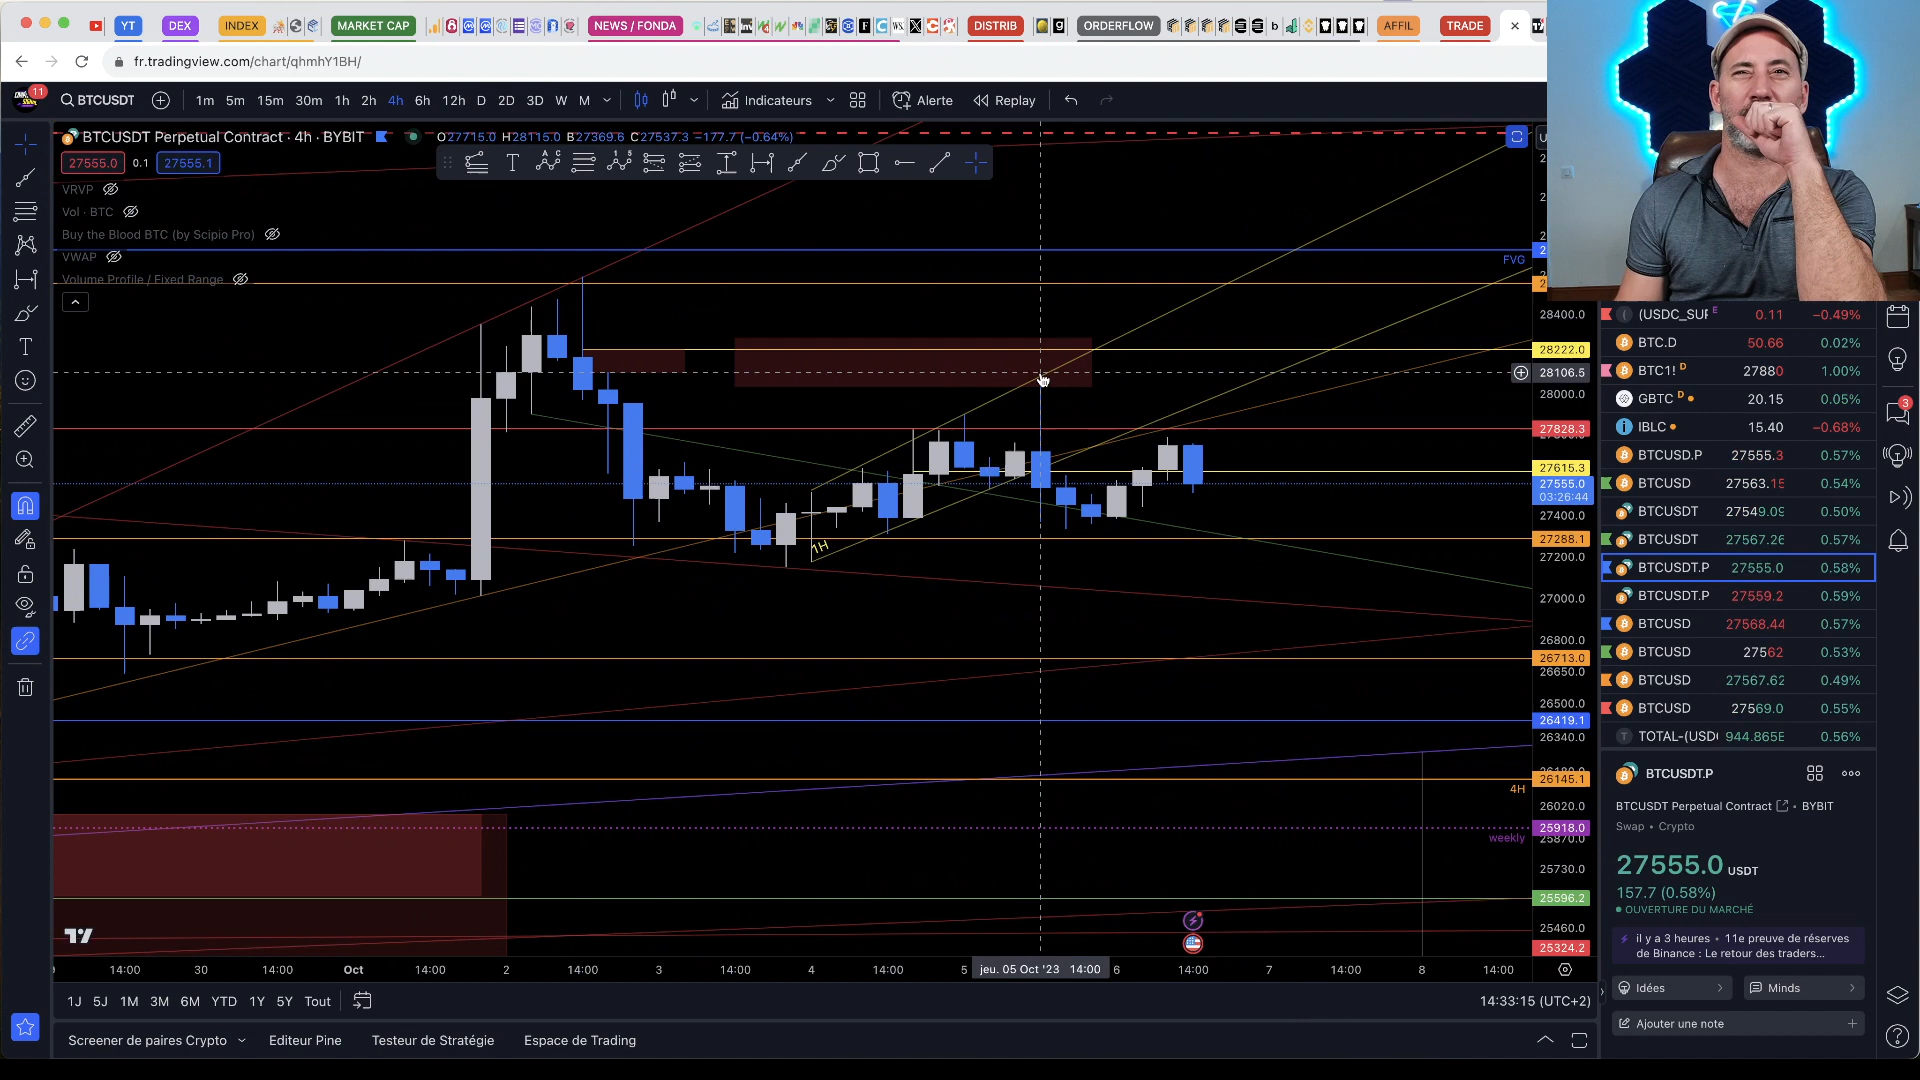 YT
DEX
INDEX
MARKET CAP
NEWS / FONDA
DISTRIB
ORDERFLOW
AFFIL
TRADE
fr.tradingview.com/chart/qhmhY1BH/
11
BTCUSDT
1m 5m 15m 30m 1h 2h 4h 6h 12h D 2D 3D W M
Indicateurs
Alerte
Replay
BTCUSDT Perpetual Contract · 4h · BYBIT
O27715.0 H28115.0 B27369.6 C27537.3 −177.7 (−0.64%)
27555.0 0.1 27555.1
VRVP
Vol · BTC
Buy the Blood BTC (by Scipio Pro)
VWAP
Volume Profile / Fixed Range
FVG
28400.0
28222.0
28106.5
28000.0
27828.3
27615.3
27555.0
03:26:44
27400.0
27288.1
27200.0
27000.0
26800.0
26713.0
26650.0
26500.0
26419.1
26340.0
26145.1
26020.0
25918.0
25870.0
25730.0
25596.2
25460.0
25324.2
1H
4H
weekly
14:00 30 14:00 Oct 14:00 2 14:00 3 14:00 4 14:00 5 jeu. 05 Oct '23 14:00 6 14:00 7 14:00 8 14:00
1J 5J 1M 3M 6M YTD 1Y 5Y Tout
14:33:15 (UTC+2)
Screener de paires Crypto
Editeur Pine
Testeur de Stratégie
Espace de Trading
(USDC_SUF E 0.11 −0.49%
BTC.D 50.66 0.02%
BTC1! D 27880 1.00%
GBTC D 20.15 0.05%
IBLC 15.40 −0.68%
BTCUSD.P 27555.3 0.57%
BTCUSD 27563.15 0.54%
BTCUSDT 27549.09 0.50%
BTCUSDT 27567.26 0.57%
BTCUSDT.P 27555.0 0.58%
BTCUSDT.P 27559.2 0.59%
BTCUSD 27568.44 0.57%
BTCUSD 27562 0.53%
BTCUSD 27567.62 0.49%
BTCUSD 27569.0 0.55%
TOTAL-(USD 944.865E 0.56%
3
BTCUSDT.P
BTCUSDT Perpetual Contract • BYBIT
Swap • Crypto
27555.0 USDT
157.7 (0.58%)
OUVERTURE DU MARCHÉ
il y a 3 heures • 11e preuve de réserves
de Binance : Le retour des traders...
Idées
Minds
Ajouter une note